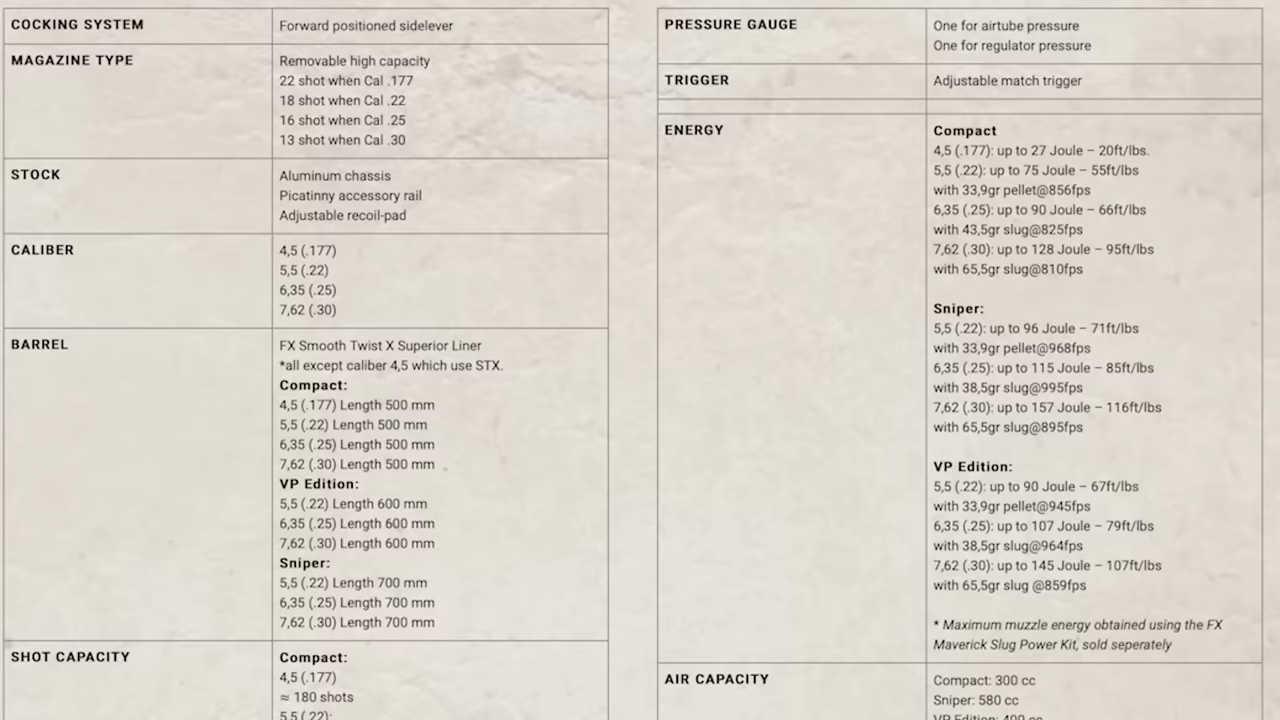 COCKING SYSTEM
Forward positioned sidelever
MAGAZINE TYPE
Removable high capacity
22 shot when Cal .177
18 shot when Cal .22
16 shot when Cal .25
13 shot when Cal .30
STOCK
Aluminum chassis
Picatinny accessory rail
Adjustable recoil-pad
CALIBER
4,5 (.177)
5,5 (.22)
6,35 (.25)
7,62 (.30)
BARREL
FX Smooth Twist X Superior Liner
*all except caliber 4,5 which use STX.
Compact:
4,5 (.177) Length 500 mm
5,5 (.22) Length 500 mm
6,35 (.25) Length 500 mm
7,62 (.30) Length 500 mm
VP Edition:
5,5 (.22) Length 600 mm
6,35 (.25) Length 600 mm
7,62 (.30) Length 600 mm
Sniper:
5,5 (.22) Length 700 mm
6,35 (.25) Length 700 mm
7,62 (.30) Length 700 mm
SHOT CAPACITY
Compact:
4,5 (.177)
≈ 180 shots
5,5 (.22):
PRESSURE GAUGE
One for airtube pressure
One for regulator pressure
TRIGGER
Adjustable match trigger
ENERGY
Compact
4,5 (.177): up to 27 Joule – 20ft/lbs.
5,5 (.22): up to 75 Joule – 55ft/lbs
with 33,9gr pellet@856fps
6,35 (.25): up to 90 Joule – 66ft/lbs
with 43,5gr slug@825fps
7,62 (.30): up to 128 Joule – 95ft/lbs
with 65,5gr slug@810fps
Sniper:
5,5 (.22): up to 96 Joule – 71ft/lbs
with 33,9gr pellet@968fps
6,35 (.25): up to 115 Joule – 85ft/lbs
with 38,5gr slug@995fps
7,62 (.30): up to 157 Joule – 116ft/lbs
with 65,5gr slug@895fps
VP Edition:
5,5 (.22): up to 90 Joule – 67ft/lbs
with 33,9gr pellet@945fps
6,35 (.25): up to 107 Joule – 79ft/lbs
with 38,5gr slug@964fps
7,62 (.30): up to 145 Joule – 107ft/lbs
with 65,5gr slug @859fps
* Maximum muzzle energy obtained using the FX
Maverick Slug Power Kit, sold seperately
AIR CAPACITY
Compact: 300 cc
Sniper: 580 cc
VP Edition: 400 cc